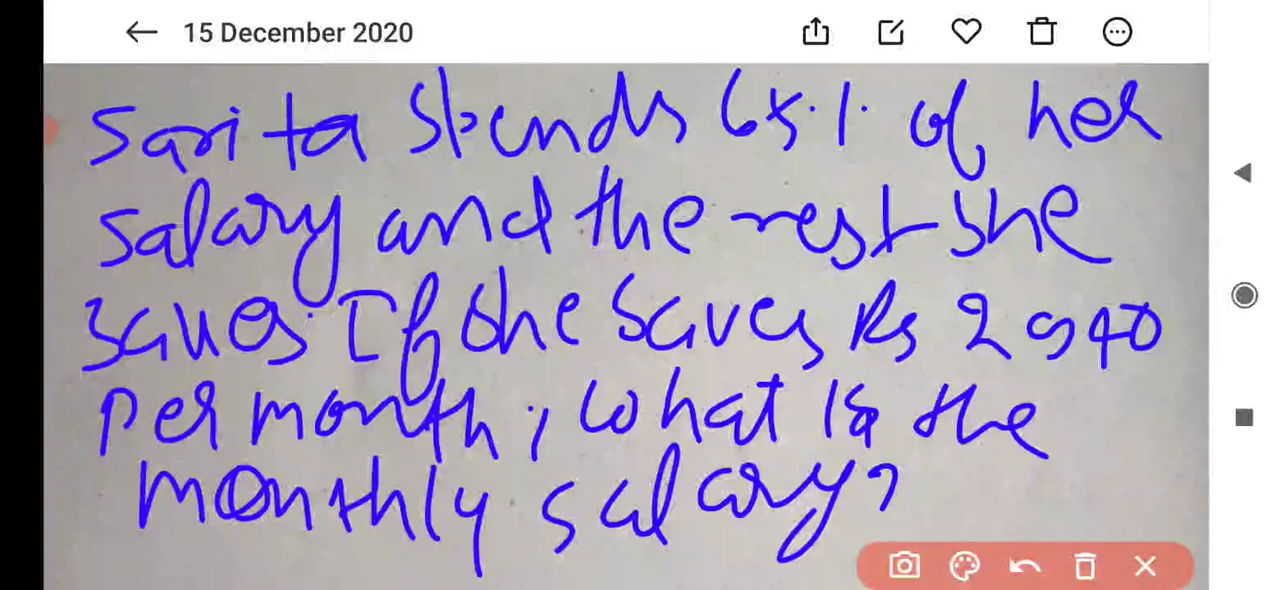 15 December 2020
Sarita spends 65.1. of her
salary and the rest she
saves. If she saves Rs 2940
per month, what is the
monthly salary?